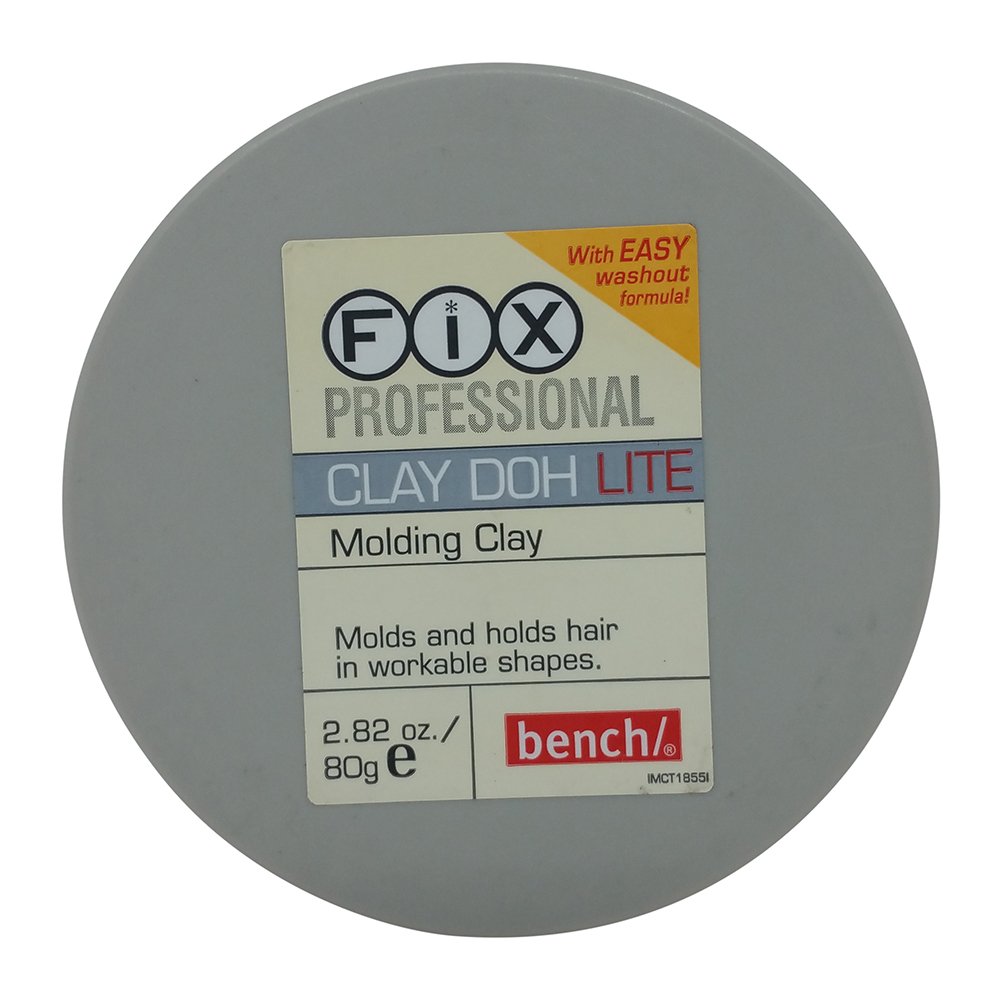 With EASY
washout
formula!
FiX
PROFESSIONAL
CLAY DOH LITE
Molding Clay
Molds and holds hair
in workable shapes.
2.82 oz./
80g e
bench/®
IMCT1855I